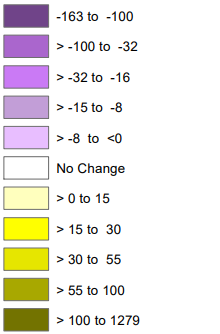 -163 to -100
> -100 to -32
> -32 to -16
> -15 to -8
> -8 to <0
No Change
> 0 to 15
> 15 to 30
> 30 to 55
> 55 to 100
> 100 to 1279